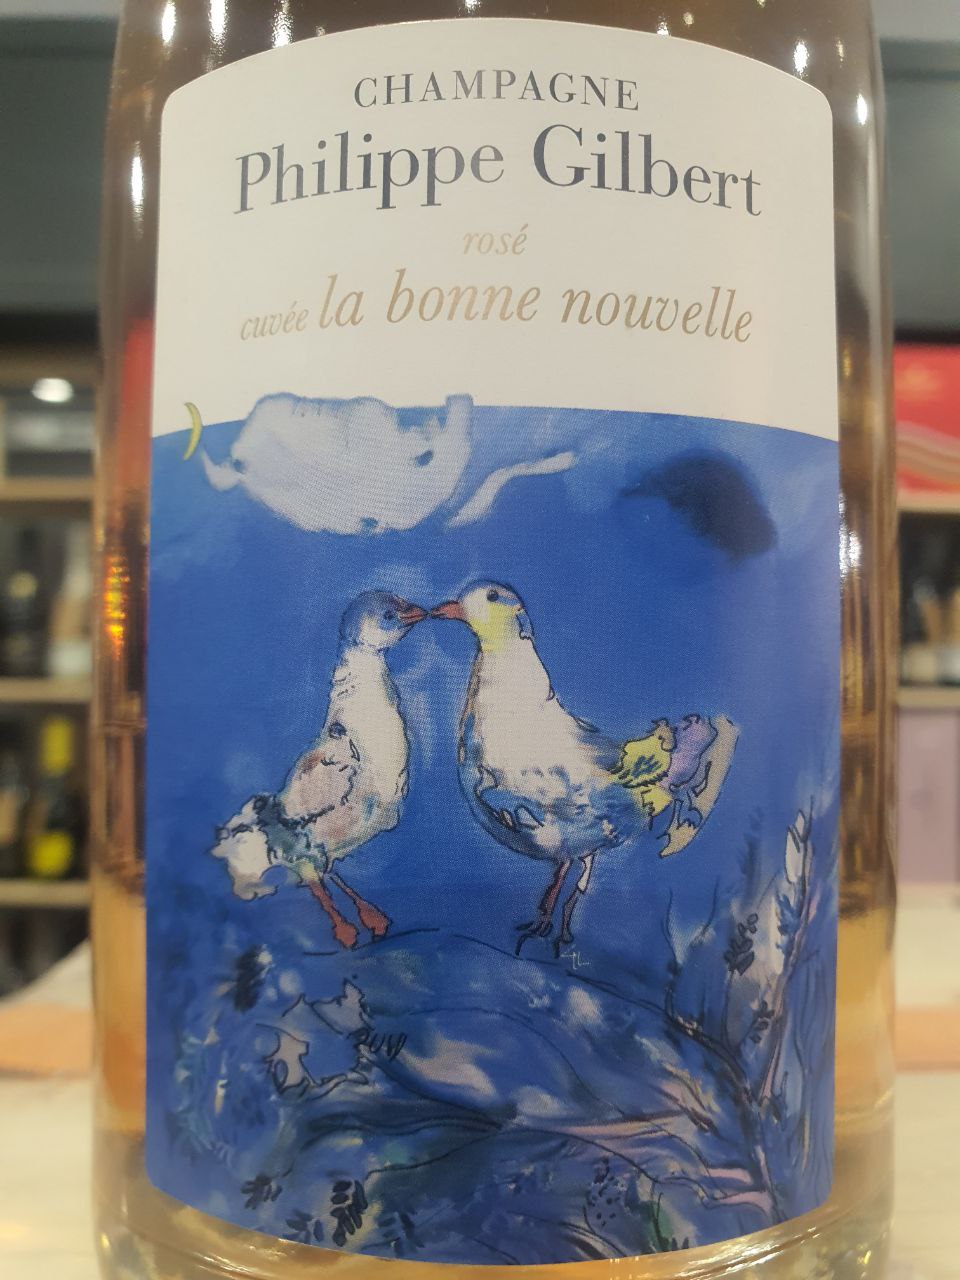 CHAMPAGNE
Philippe Gilbert
rosé
cuvée la bonne nouvelle